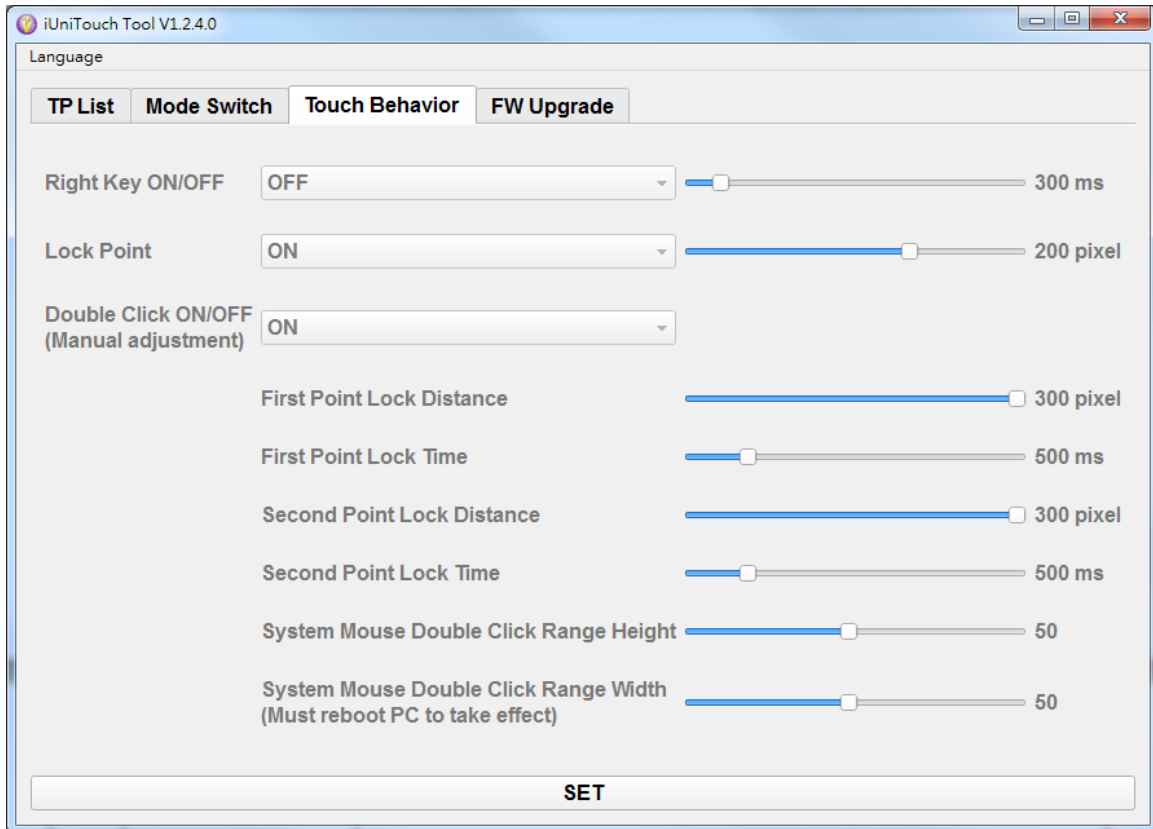 iUniTouch Tool V1.2.4.0
Language
TP List Mode Switch Touch Behavior FW Upgrade
Right Key ON/OFF OFF 300 ms
Lock Point ON 200 pixel
Double Click ON/OFF
(Manual adjustment) ON
First Point Lock Distance 300 pixel
First Point Lock Time 500 ms
Second Point Lock Distance 300 pixel
Second Point Lock Time 500 ms
System Mouse Double Click Range Height 50
System Mouse Double Click Range Width
(Must reboot PC to take effect) 50
SET